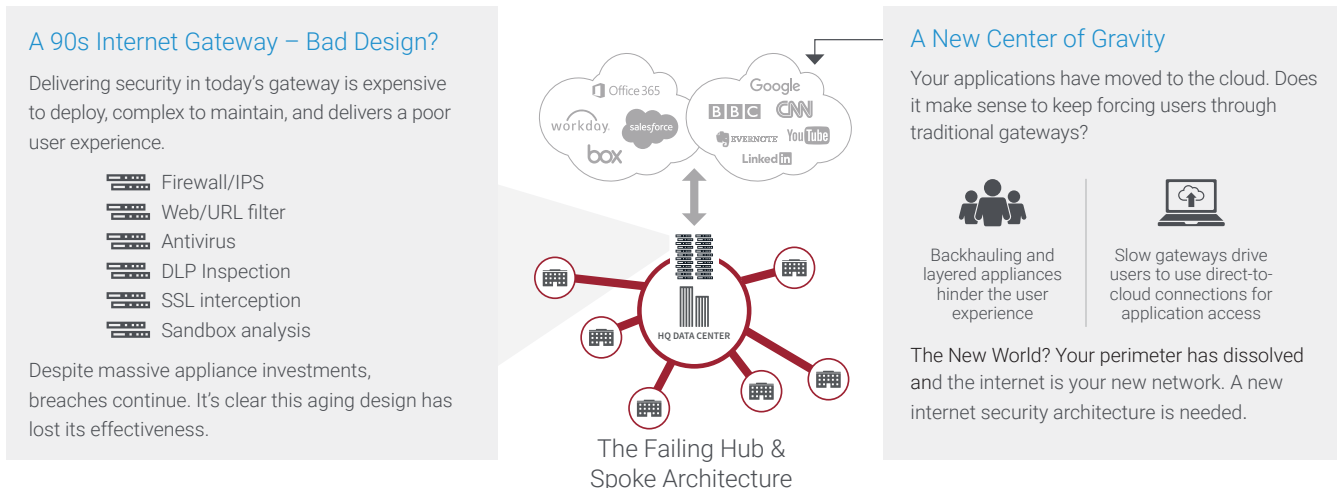 A 90s Internet Gateway – Bad Design?
Delivering security in today's gateway is expensive
to deploy, complex to maintain, and delivers a poor
user experience.
Firewall/IPS
Web/URL filter
Antivirus
DLP Inspection
SSL interception
Sandbox analysis
Despite massive appliance investments,
breaches continue. It's clear this aging design has
lost its effectiveness.
Office 365
workday.
salesforce
box
Google
BBC
CNN
EVERNOTE
YouTube
Linked in
HQ DATA CENTER
The Failing Hub &
Spoke Architecture
A New Center of Gravity
Your applications have moved to the cloud. Does
it make sense to keep forcing users through
traditional gateways?
Backhauling and
layered appliances
hinder the user
experience
Slow gateways drive
users to use direct-to-
cloud connections for
application access
The New World? Your perimeter has dissolved
and the internet is your new network. A new
internet security architecture is needed.